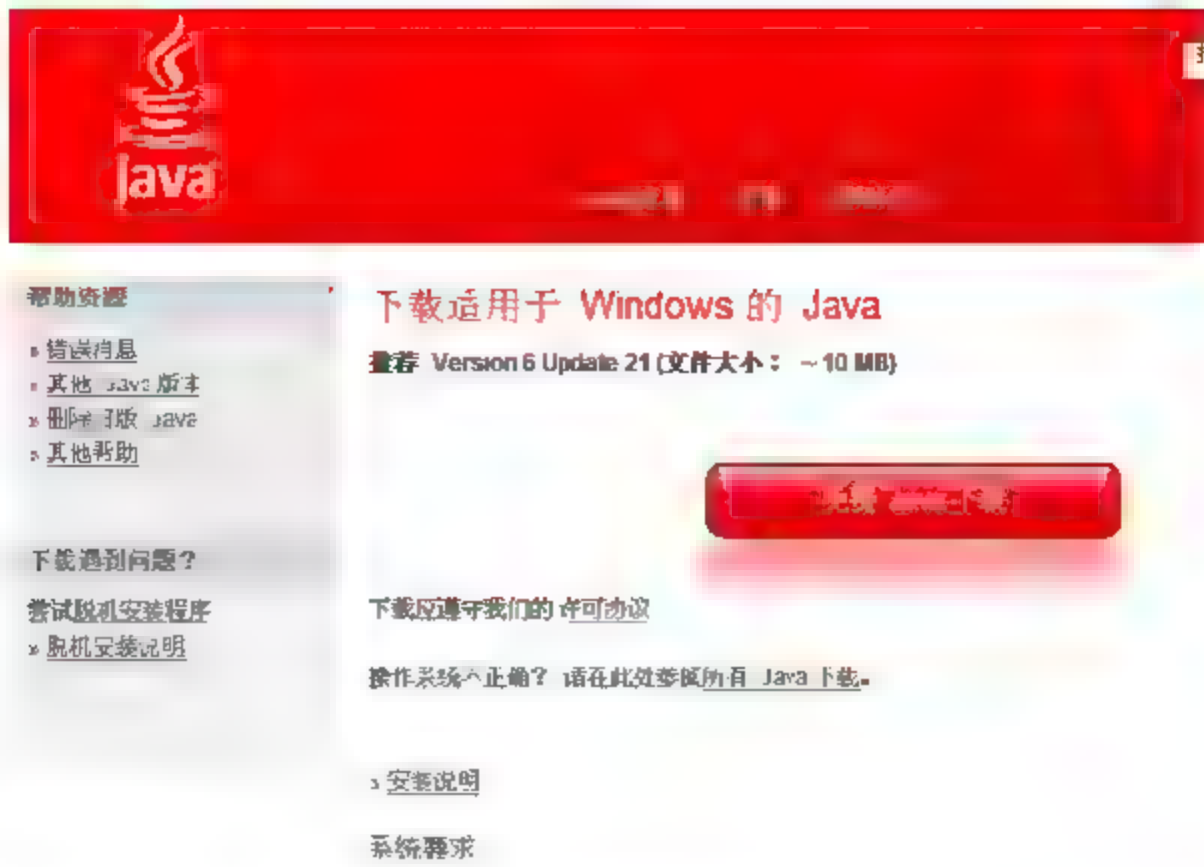 Java
帮助资源
» 错误消息
» 其他 Java 版本
» 删除旧版 Java
» 其他帮助
下载遇到问题？
尝试脱机安装程序
» 脱机安装说明
下载适用于 Windows 的 Java
推荐 Version 6 Update 21 (文件大小： ~ 10 MB)
下载应遵守我们的 许可协议
操作系统不正确？ 请在此处参阅所有 Java 下载。
» 安装说明
系统要求